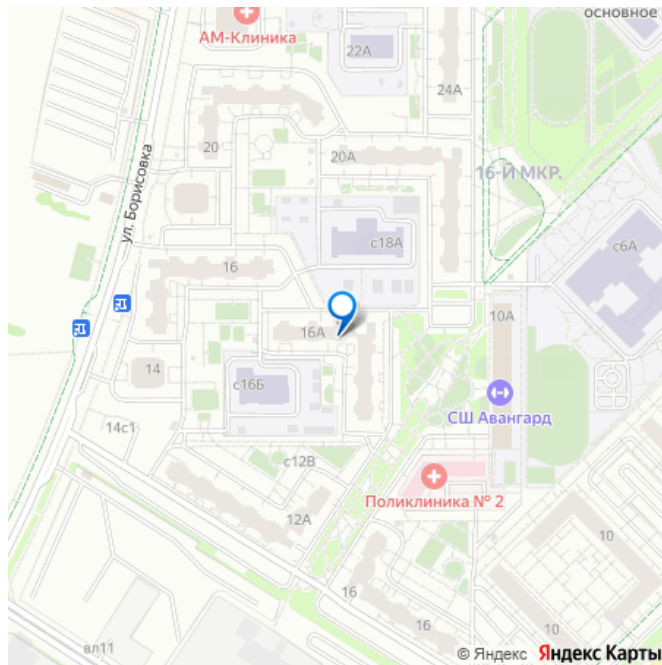 основное
АМ-Клиника
22А
24А
20
20А
16-Й МКР.
ул. Борисовка
с18А
с6А
16
16А
10А
14
с16Б
СШ Авангард
14с1
с12В
Поликлиника № 2
12А
10
16
16
10
вл11
© Яндекс Яндекс Карты